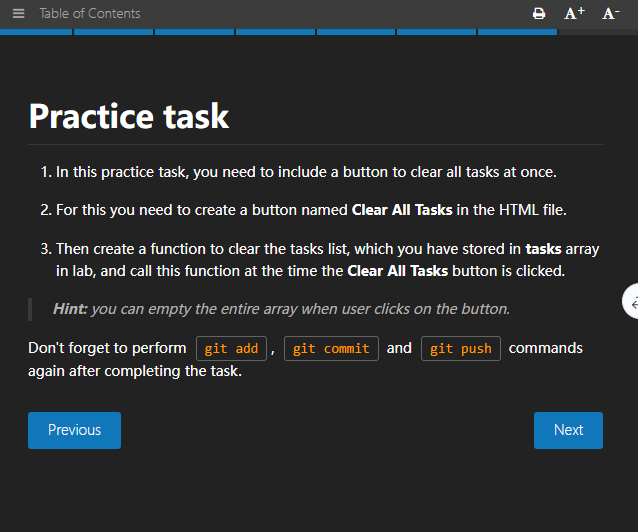 Table of Contents
A+ A-
Practice task
1. In this practice task, you need to include a button to clear all tasks at once.
2. For this you need to create a button named Clear All Tasks in the HTML file.
3. Then create a function to clear the tasks list, which you have stored in tasks array
in lab, and call this function at the time the Clear All Tasks button is clicked.
Hint: you can empty the entire array when user clicks on the button.
Don't forget to perform git add , git commit and git push commands
again after completing the task.
Previous Next